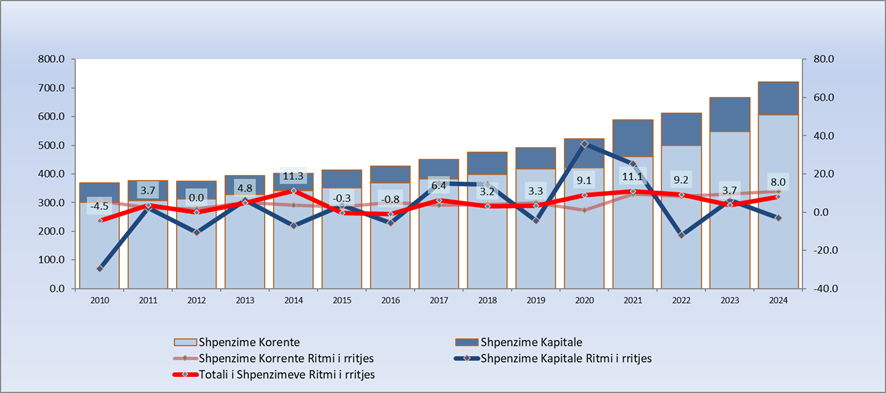 800.0 80.0
700.0 60.0
600.0 40.0
500.0 20.0
400.0 0.0
300.0 -20.0
200.0 -40.0
100.0
0.0
-4.5 3.7 0.0 4.8 11.3 -0.3 -0.8 6.4 3.2 3.3 9.1 11.1 9.2 3.7 8.0
2010 2011 2012 2013 2014 2015 2016 2017 2018 2019 2020 2021 2022 2023 2024
Shpenzime Korente Shpenzime Kapitale
Shpenzime Korrente Ritmi i rritjes Shpenzime Kapitale Ritmi i rritjes
Totali i Shpenzimeve Ritmi i rritjes